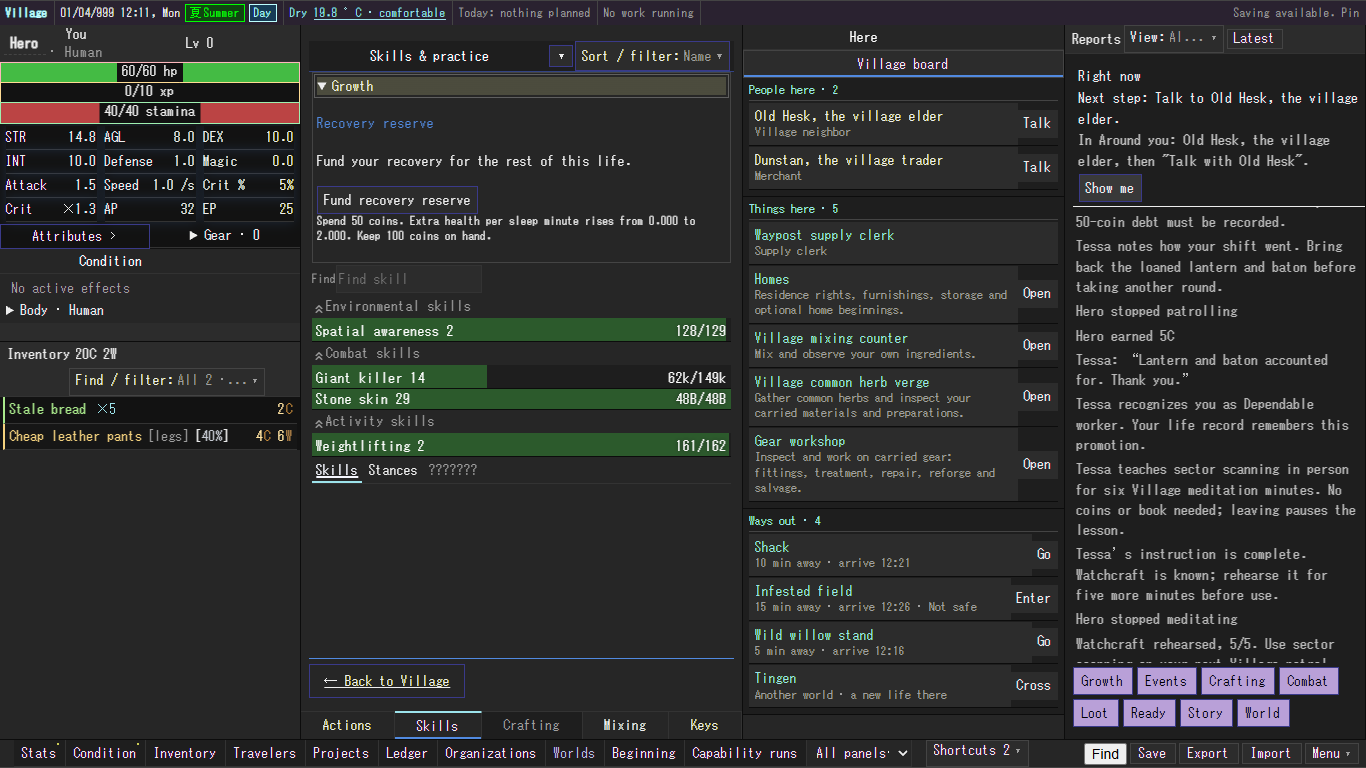 Village 01/04/999 12:11, Mon 夏Summer Day Dry 19.8 ° C · comfortable Today: nothing planned No work running Saving available. Pin
Hero
You
Human
Lv 0
60/60 hp
0/10 xp
40/40 stamina
STR 14.8 AGL 8.0 DEX 10.0
INT 10.0 Defense 1.0 Magic 0.0
Attack 1.5 Speed 1.0 /s Crit % 5%
Crit ×1.3 AP 32 EP 25
Attributes > ▶ Gear · 0
Condition
No active effects
▶ Body · Human
Inventory 20C 2W
Find / filter: All 2 ·... ▾
Stale bread ×5 2C
Cheap leather pants [legs] [40%] 4C 6W
Skills & practice ▾ Sort / filter: Name ▾
▼ Growth
Recovery reserve
Fund your recovery for the rest of this life.
Fund recovery reserve
Spend 50 coins. Extra health per sleep minute rises from 0.000 to
2.000. Keep 100 coins on hand.
Find Find skill
Environmental skills
Spatial awareness 2 128/129
Combat skills
Giant killer 14 62k/149k
Stone skin 29 48B/48B
Activity skills
Weightlifting 2 161/162
Skills Stances ???????
← Back to Village
Actions Skills Crafting Mixing Keys
Here
Village board
People here · 2
Old Hesk, the village elder
Village neighbor
Talk
Dunstan, the village trader
Merchant
Talk
Things here · 5
Waypost supply clerk
Supply clerk
Homes
Residence rights, furnishings, storage and
optional home beginnings.
Open
Village mixing counter
Mix and observe your own ingredients.
Open
Village common herb verge
Gather common herbs and inspect your
carried materials and preparations.
Open
Gear workshop
Inspect and work on carried gear:
fittings, treatment, repair, reforge and
salvage.
Open
Ways out · 4
Shack
10 min away · arrive 12:21
Go
Infested field
15 min away · arrive 12:26 · Not safe
Enter
Wild willow stand
5 min away · arrive 12:16
Go
Tingen
Another world · a new life there
Cross
Reports View: Al... ▾ Latest
Right now
Next step: Talk to Old Hesk, the village
elder.
In Around you: Old Hesk, the village
elder, then "Talk with Old Hesk".
Show me
50-coin debt must be recorded.
Tessa notes how your shift went. Bring
back the loaned lantern and baton before
taking another round.
Hero stopped patrolling
Hero earned 5C
Tessa: “Lantern and baton accounted
for. Thank you.”
Tessa recognizes you as Dependable
worker. Your life record remembers this
promotion.
Tessa teaches sector scanning in person
for six Village meditation minutes. No
coins or book needed; leaving pauses the
lesson.
Tessa’s instruction is complete.
Watchcraft is known; rehearse it for
five more minutes before use.
Hero stopped meditating
Watchcraft rehearsed, 5/5. Use sector
scanning on your next Village patrol
Growth Events Crafting Combat
Loot Ready Story World
Stats Condition Inventory Travelers Projects Ledger Organizations Worlds Beginning Capability runs All panels Shortcuts 2 ▾ Find Save Export Import Menu ▾